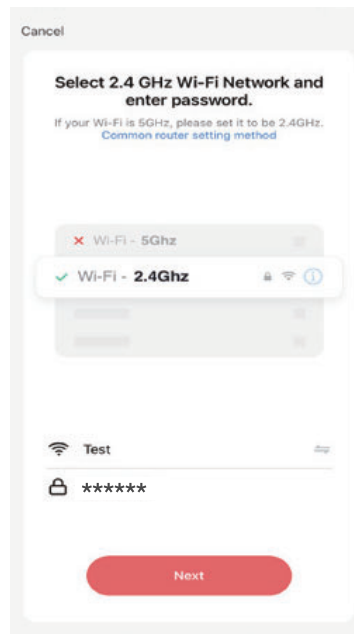 Cancel
Select 2.4 GHz Wi-Fi Network and
enter password.
If your Wi-Fi is 5GHz, please set it to be 2.4GHz.
Common router setting method
Wi-Fi - 5Ghz
Wi-Fi - 2.4Ghz
Test
******
Next